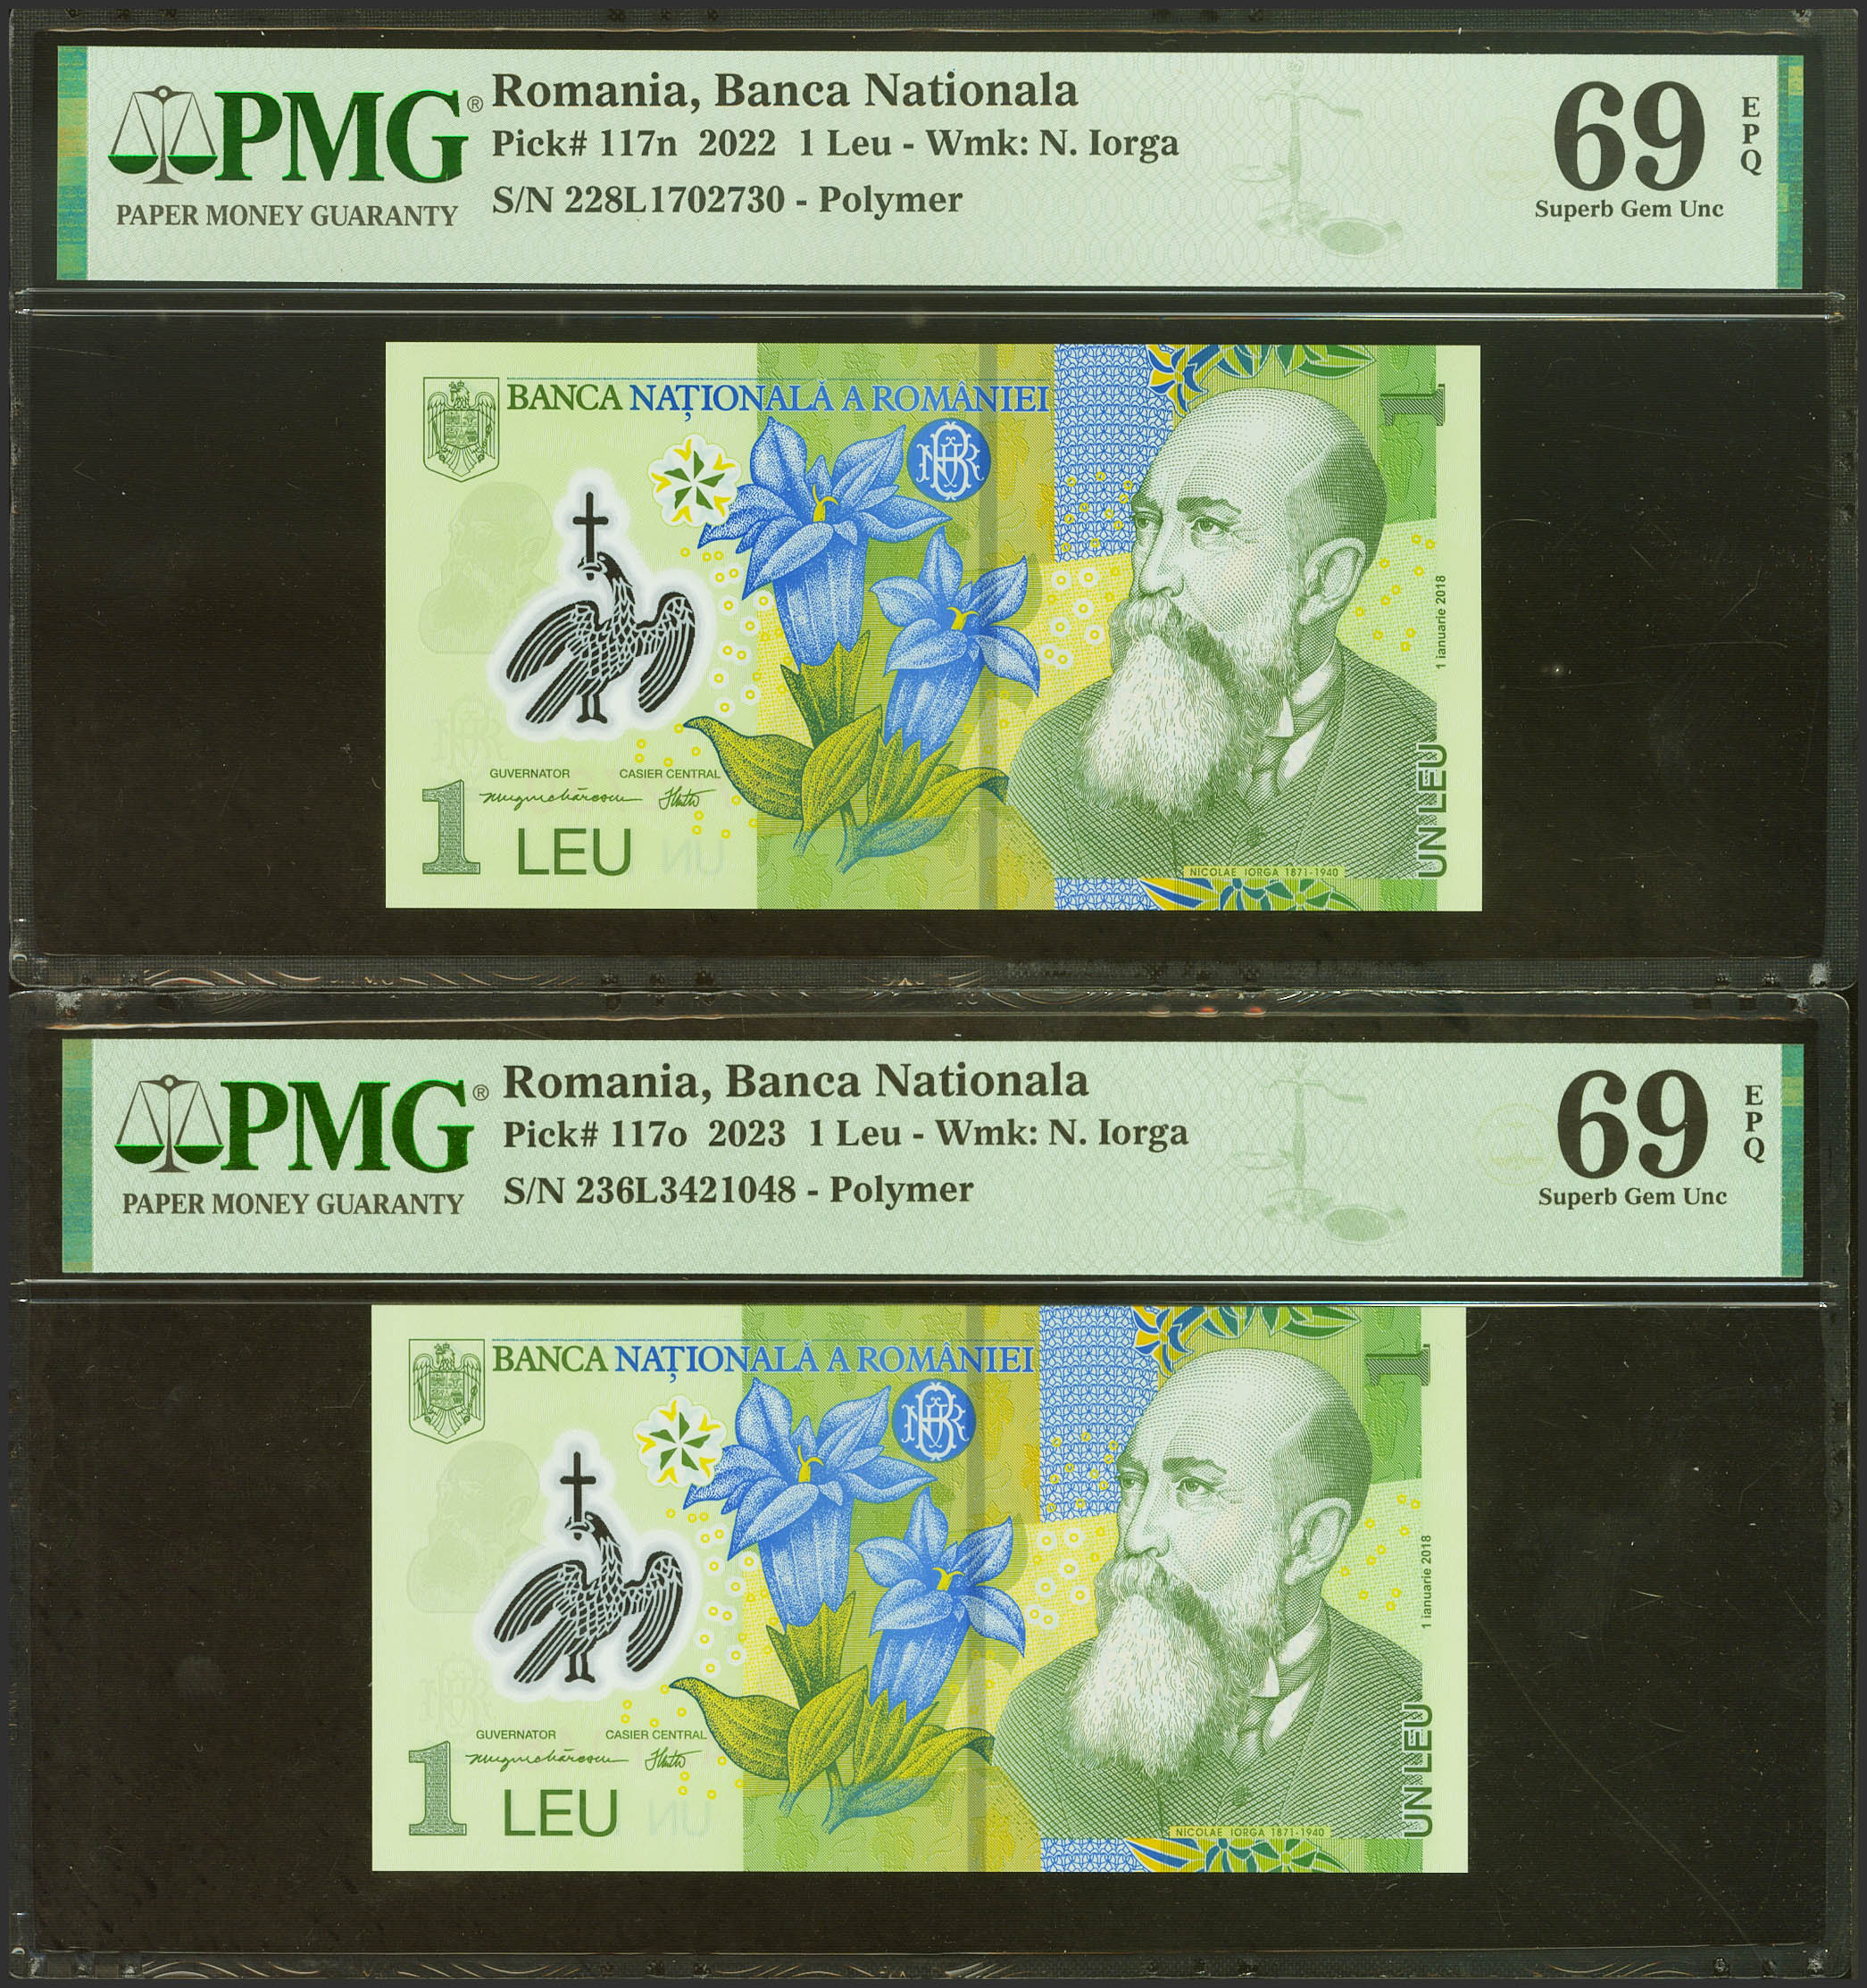 PMG®
PAPER MONEY GUARANTY
Romania, Banca Nationala
Pick# 117n 2022 1 Leu - Wmk: N. Iorga
S/N 228L1702730 - Polymer
69
EPQ
Superb Gem Unc
BANCA NAȚIONALĂ A ROMÂNIEI
1
1 ianuarie 2018
GUVERNATOR CASIER CENTRAL
1 LEU
UN
UN LEU
NICOLAE IORGA 1871-1940
PMG®
PAPER MONEY GUARANTY
Romania, Banca Nationala
Pick# 117o 2023 1 Leu - Wmk: N. Iorga
S/N 236L3421048 - Polymer
69
EPQ
Superb Gem Unc
BANCA NAȚIONALĂ A ROMÂNIEI
1
1 ianuarie 2018
GUVERNATOR CASIER CENTRAL
1 LEU
UN
UN LEU
NICOLAE IORGA 1871-1940